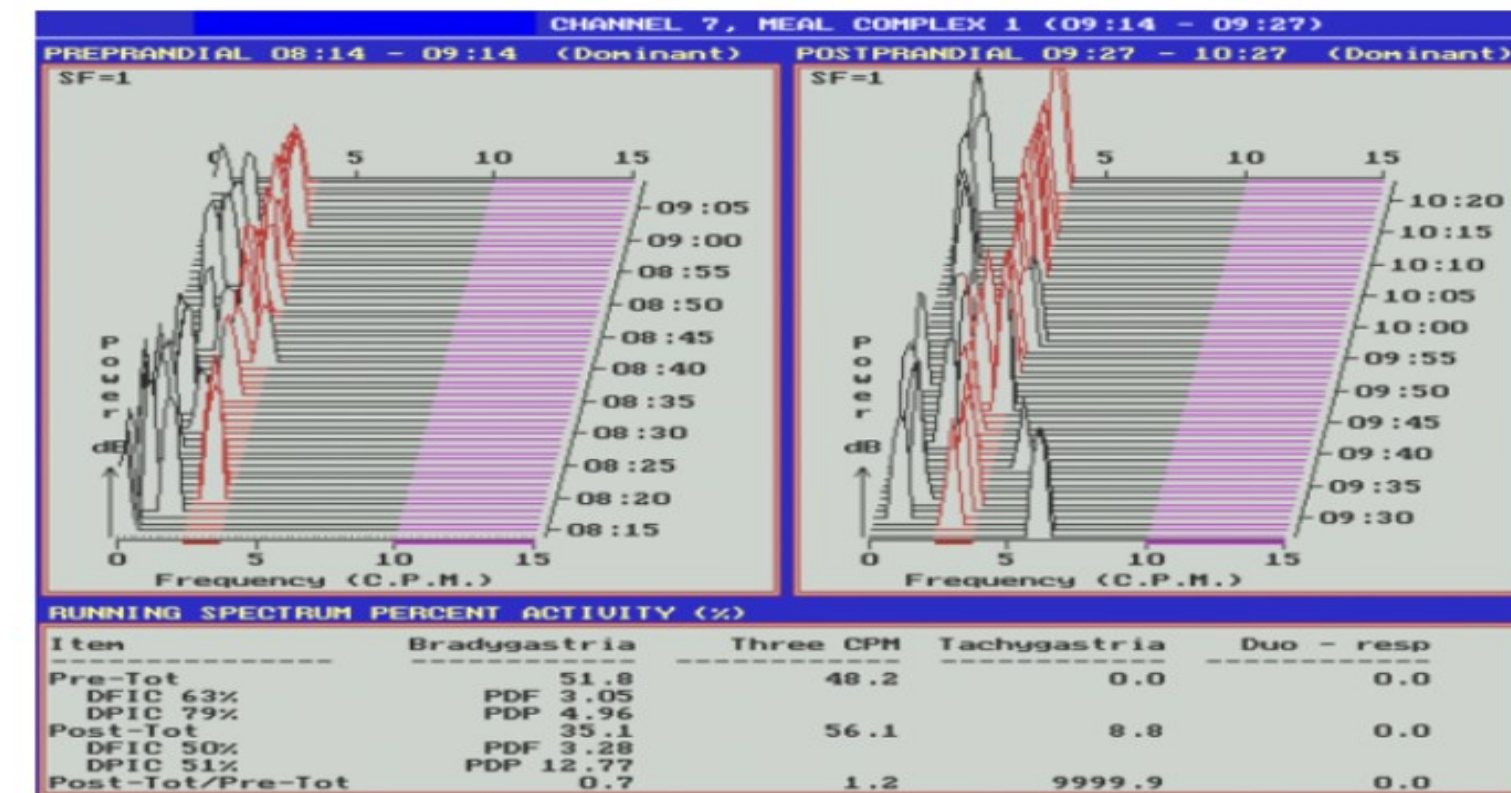 CHANNEL 7, MEAL COMPLEX 1 (09:14 - 09:27)
PREPRANDIAL 08:14 - 09:14 (Dominant)
SF=1
5 10 15
09:05
09:00
08:55
08:50
08:45
08:40
08:35
08:30
08:25
08:20
08:15
Power
dB
0 5 10 15
Frequency (C.P.M.)
POSTPRANDIAL 09:27 - 10:27 (Dominant)
SF=1
5 10 15
10:20
10:15
10:10
10:05
10:00
09:55
09:50
09:45
09:40
09:35
09:30
Power
dB
0 5 10 15
Frequency (C.P.M.)
RUNNING SPECTRUM PERCENT ACTIVITY (%)
Item Bradygastria Three CPM Tachygastria Duo - resp
Pre-Tot 51.8 48.2 0.0 0.0
DFIC 63% PDF 3.05
DPIC 79% PDP 4.96
Post-Tot 35.1 56.1 8.8 0.0
DFIC 50% PDF 3.28
DPIC 51% PDP 12.77
Post-Tot/Pre-Tot 0.7 1.2 9999.9 0.0